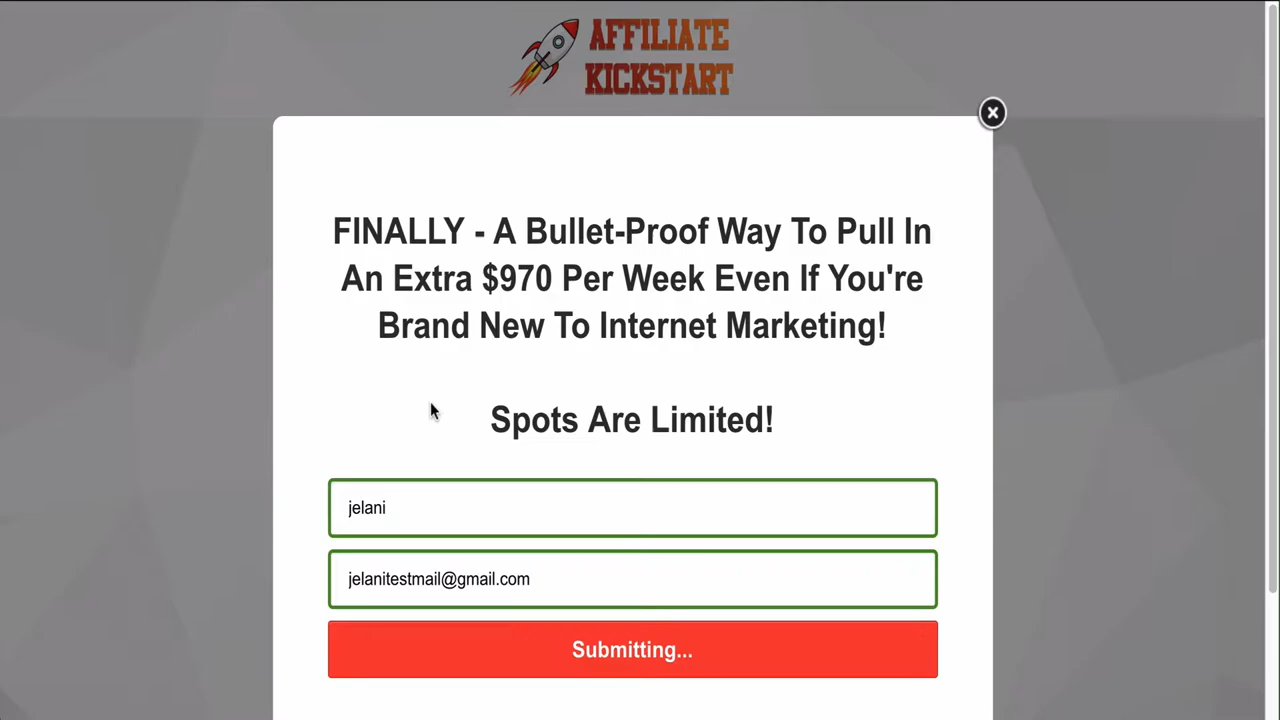 AFFILIATE
KICKSTART
FINALLY - A Bullet-Proof Way To Pull In
An Extra $970 Per Week Even If You're
Brand New To Internet Marketing!
Spots Are Limited!
jelani
jelanitestmail@gmail.com
Submitting...